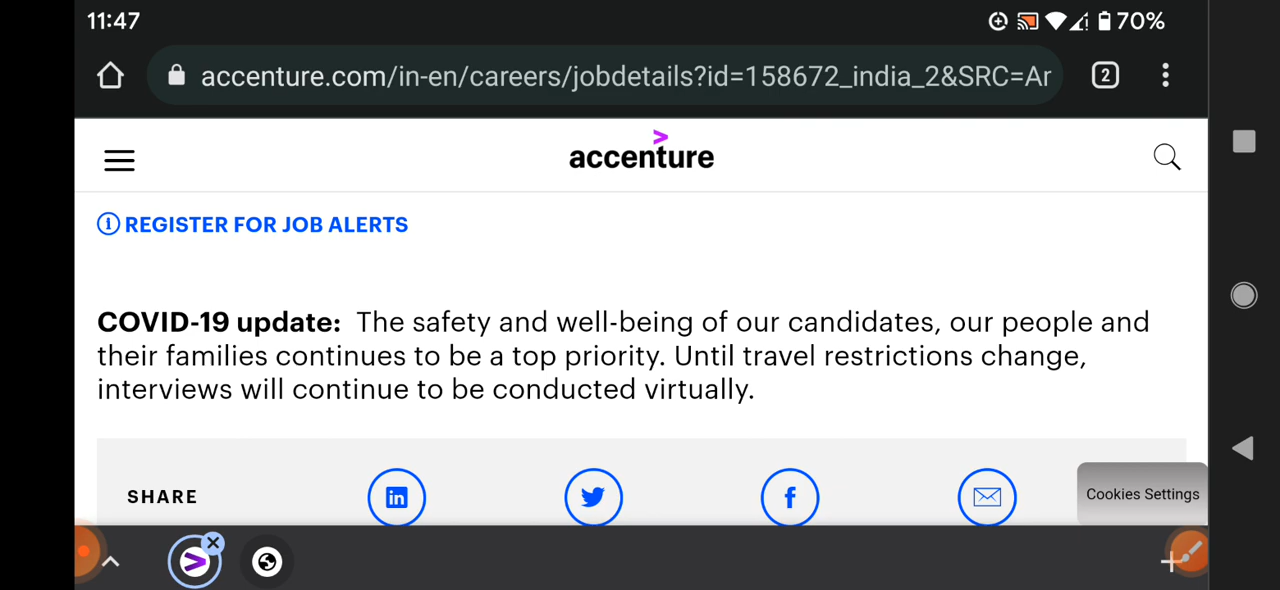 11:47
70%
accenture.com/in-en/careers/jobdetails?id=158672_india_2&SRC=Ar
2
accenture
REGISTER FOR JOB ALERTS
COVID-19 update: The safety and well-being of our candidates, our people and
their families continues to be a top priority. Until travel restrictions change,
interviews will continue to be conducted virtually.
SHARE
in
f
Cookies Settings